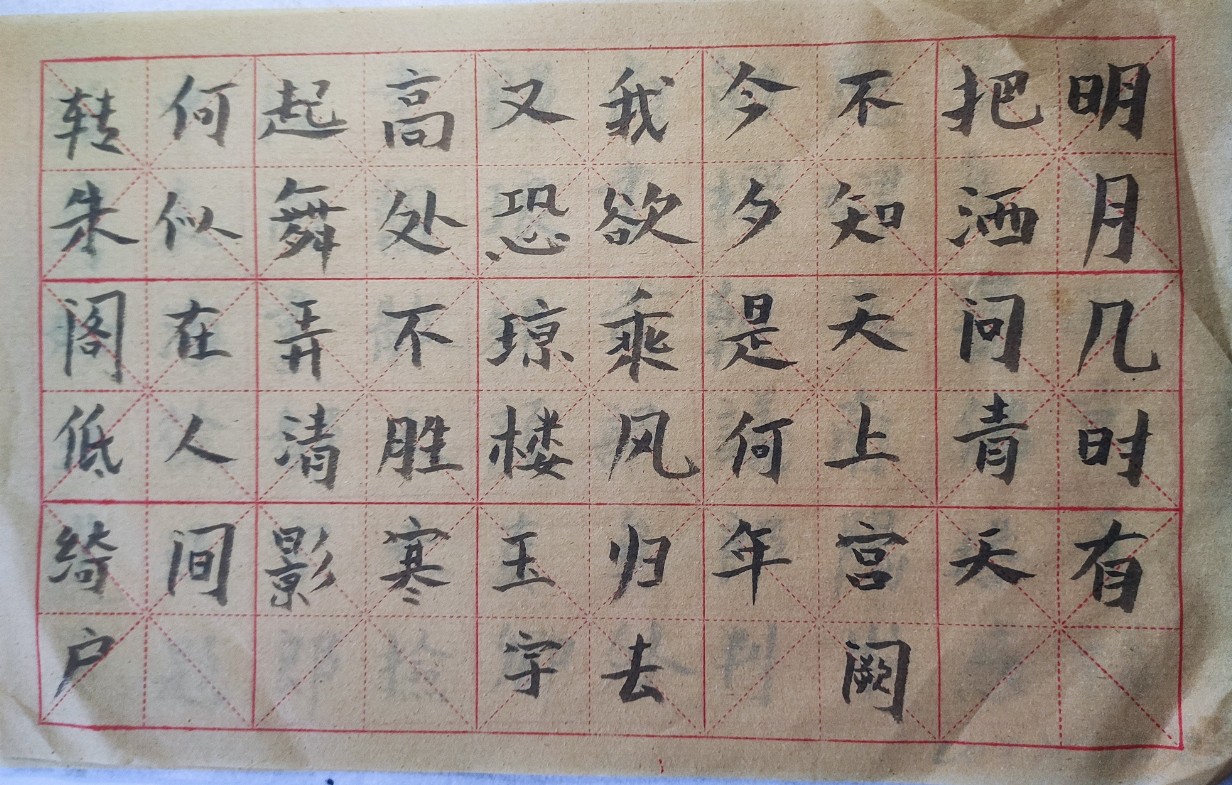 明月几时有
把酒问青天
不知天上宫阙
今夕是何年
我欲乘风归去
又恐琼楼玉宇
高处不胜寒
起舞弄清影
何似在人间
转朱阁低绮户